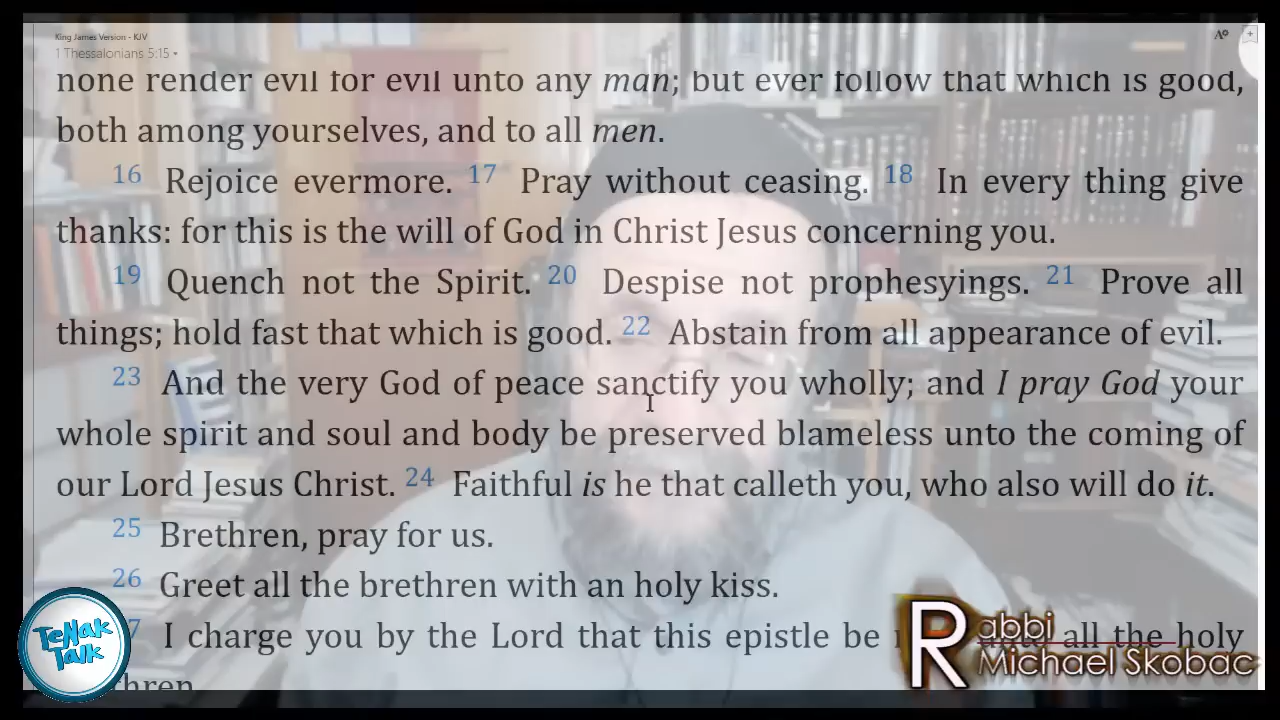 King James Version - KJV
1 Thessalonians 5:15
none render evil for evil unto any man; but ever follow that which is good,
both among yourselves, and to all men.
16 Rejoice evermore. 17 Pray without ceasing. 18 In every thing give
thanks: for this is the will of God in Christ Jesus concerning you.
19 Quench not the Spirit. 20 Despise not prophesyings. 21 Prove all
things; hold fast that which is good. 22 Abstain from all appearance of evil.
23 And the very God of peace sanctify you wholly; and I pray God your
whole spirit and soul and body be preserved blameless unto the coming of
our Lord Jesus Christ. 24 Faithful is he that calleth you, who also will do it.
25 Brethren, pray for us.
26 Greet all the brethren with an holy kiss.
7 I charge you by the Lord that this epistle be all the holy
thren
TeNaK
Talk
Rabbi
Michael Skobac